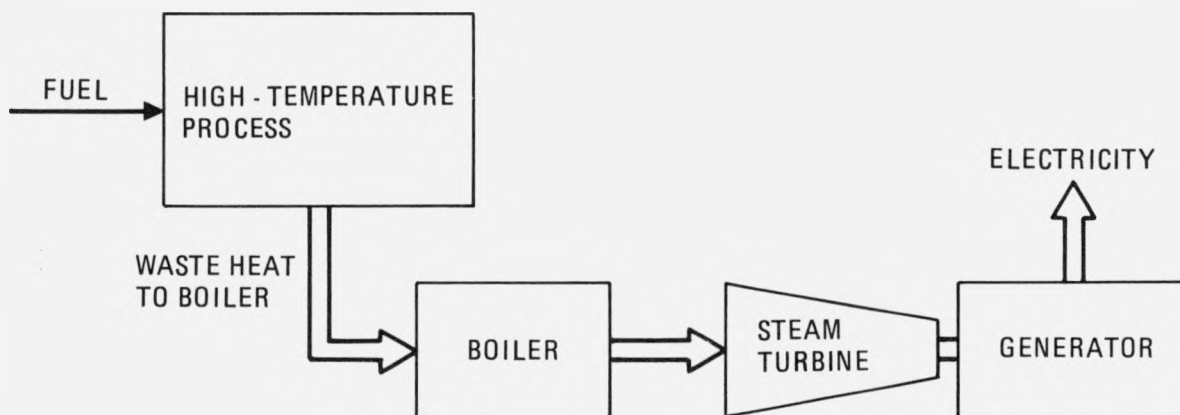 FUEL
HIGH - TEMPERATURE
PROCESS
ELECTRICITY
WASTE HEAT
TO BOILER
BOILER
STEAM
TURBINE
GENERATOR